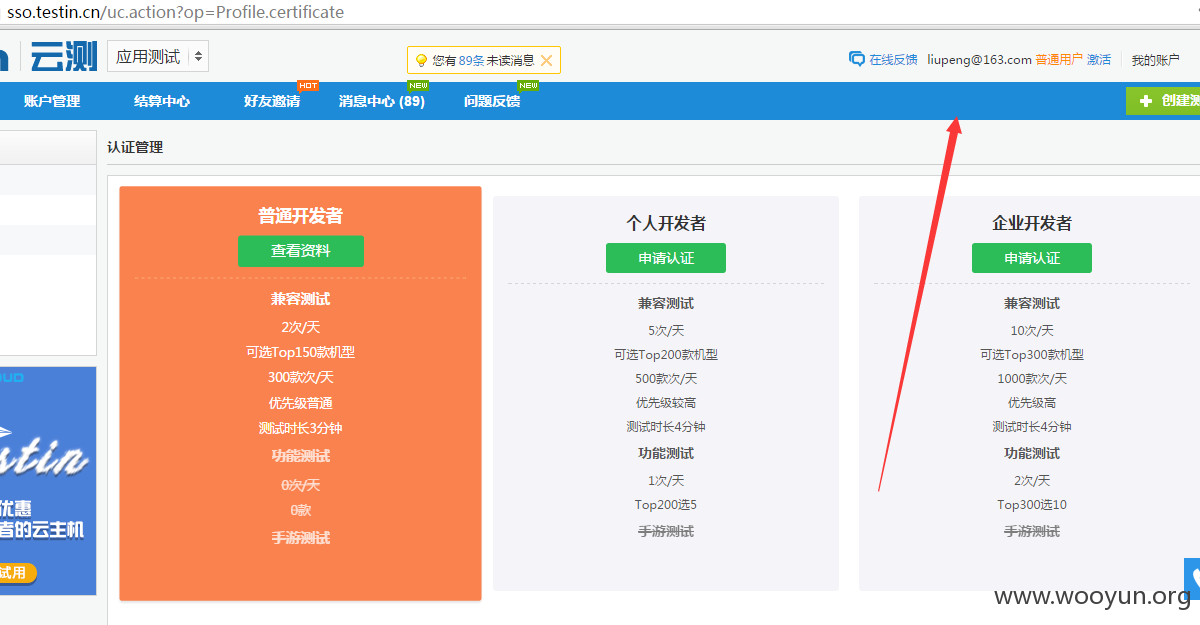 sso.testin.cn/uc.action?op=Profile.certificate
云测 应用测试 您有89条未读消息 在线反馈 liupeng@163.com 普通用户 激活 我的账户
HOT NEW NEW
账户管理 结算中心 好友邀请 消息中心 (89) 问题反馈 创建测
认证管理
普通开发者
查看资料
兼容测试
2次/天
可选Top150款机型
300款次/天
优先级普通
测试时长3分钟
功能测试
0次/天
0款
手游测试
个人开发者
申请认证
兼容测试
5次/天
可选Top200款机型
500款次/天
优先级较高
测试时长4分钟
功能测试
1次/天
Top200选5
手游测试
企业开发者
申请认证
兼容测试
10次/天
可选Top300款机型
1000款次/天
优先级高
测试时长4分钟
功能测试
2次/天
Top300选10
手游测试
stin
优惠
者的云主机
试用
www.wooyun.org